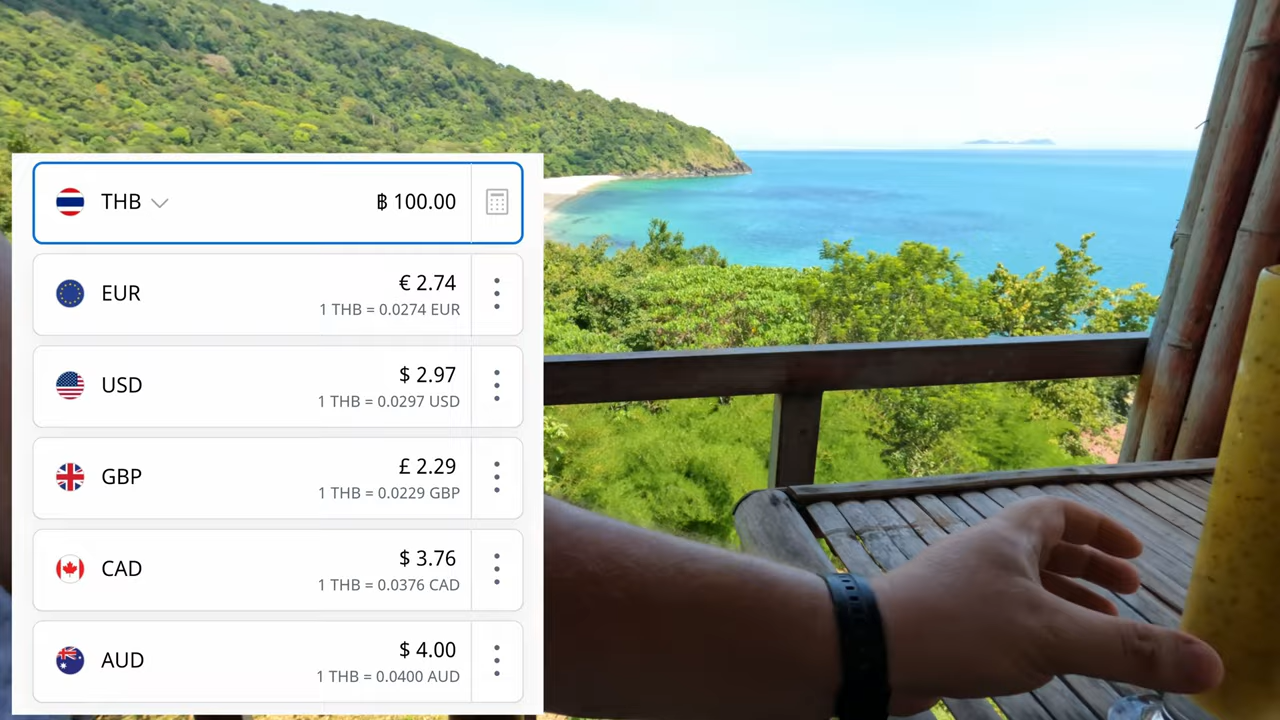 THB ฿ 100.00
EUR € 2.74
1 THB = 0.0274 EUR
USD $ 2.97
1 THB = 0.0297 USD
GBP £ 2.29
1 THB = 0.0229 GBP
CAD $ 3.76
1 THB = 0.0376 CAD
AUD $ 4.00
1 THB = 0.0400 AUD